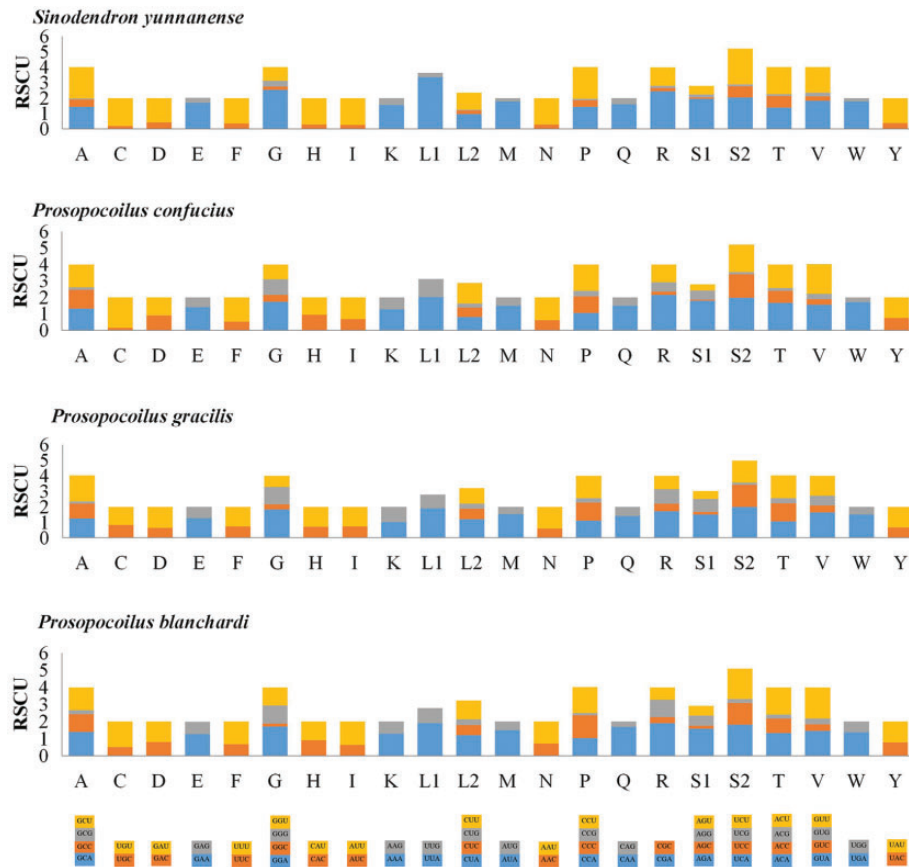 Sinodendron yunnanense
RSCU
6
5
4
3
2
1
0
A C D E F G H I K L1 L2 M N P Q R S1 S2 T V W Y
Prosopocoilus confucius
RSCU
6
5
4
3
2
1
0
A C D E F G H I K L1 L2 M N P Q R S1 S2 T V W Y
Prosopocoilus gracilis
RSCU
6
5
4
3
2
1
0
A C D E F G H I K L1 L2 M N P Q R S1 S2 T V W Y
Prosopocoilus blanchardi
RSCU
6
5
4
3
2
1
0
A C D E F G H I K L1 L2 M N P Q R S1 S2 T V W Y
GCU GGU CUU CCU AGU UCU ACU GUU
GCG GGG CUG CCG AGG UCG ACG GUG
GCC UGU GAU GAG UUU GGC CAU AUU AAG UUG CUC AUG AAU CCC CAG CGC AGC UCC ACC GUC UGG UAU
GCA UGC GAC GAA UUC GGA CAC AUC AAA UUA CUA AUA AAC CCA CAA CGA AGA UCA ACA GUA UGA UAC